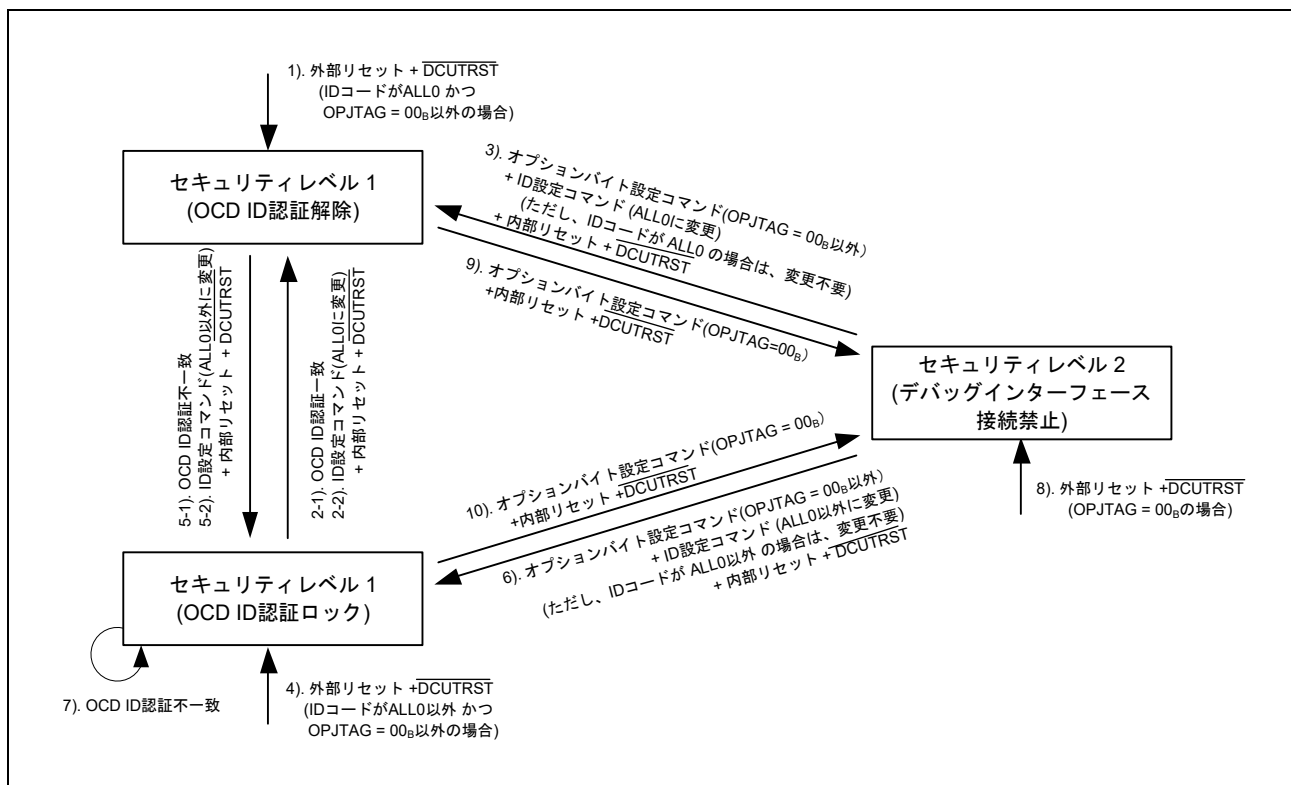 1). 外部リセット + DCUTRST
(IDコードがALL0 かつ
OPJTAG = 00B以外の場合)
セキュリティレベル 1
(OCD ID認証解除)
3). オプションバイト設定コマンド(OPJTAG = 00B以外)
+ ID設定コマンド (ALL0に変更)
(ただし、IDコードが ALL0 の場合は、変更不要)
+ 内部リセット + DCUTRST
9). オプションバイト設定コマンド(OPJTAG=00B)
+内部リセット +DCUTRST
5-1). OCD ID認証不一致
5-2). ID設定コマンド(ALL0以外に変更)
+ 内部リセット + DCUTRST
2-1). OCD ID認証一致
2-2). ID設定コマンド(ALL0に変更)
+ 内部リセット + DCUTRST
セキュリティレベル 2
(デバッグインターフェース
接続禁止)
10). オプションバイト設定コマンド(OPJTAG = 00B)
+内部リセット +DCUTRST
6). オプションバイト設定コマンド(OPJTAG = 00B以外)
+ ID設定コマンド (ALL0以外に変更)
(ただし、IDコードが ALL0以外 の場合は、変更不要)
+ 内部リセット + DCUTRST
8). 外部リセット +DCUTRST
(OPJTAG = 00Bの場合)
セキュリティレベル 1
(OCD ID認証ロック)
7). OCD ID認証不一致
4). 外部リセット +DCUTRST
(IDコードがALL0以外 かつ
OPJTAG = 00B以外の場合)